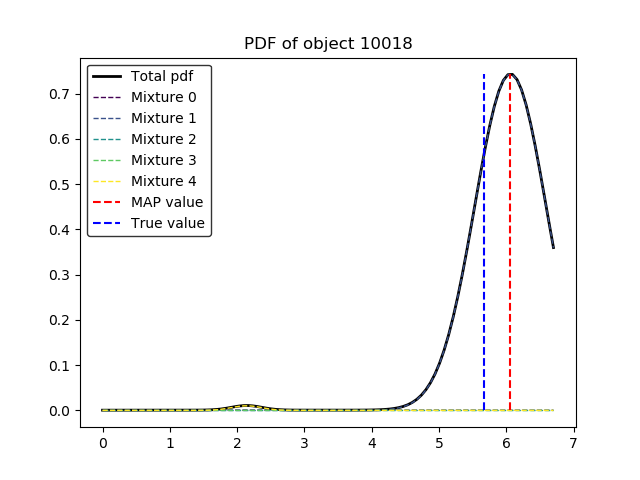 PDF of object 10018
Total pdf
Mixture 0
Mixture 1
Mixture 2
Mixture 3
Mixture 4
MAP value
True value
0.7
0.6
0.5
0.4
0.3
0.2
0.1
0.0
0 1 2 3 4 5 6 7